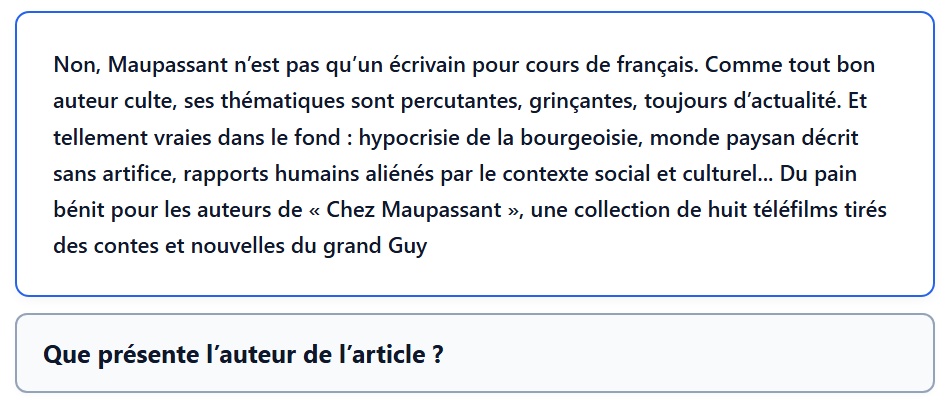 Non, Maupassant n’est pas qu’un écrivain pour cours de français. Comme tout bon
auteur culte, ses thématiques sont percutantes, grinçantes, toujours d’actualité. Et
tellement vraies dans le fond : hypocrisie de la bourgeoisie, monde paysan décrit
sans artifice, rapports humains aliénés par le contexte social et culturel... Du pain
bénit pour les auteurs de « Chez Maupassant », une collection de huit téléfilms tirés
des contes et nouvelles du grand Guy
Que présente l’auteur de l’article ?